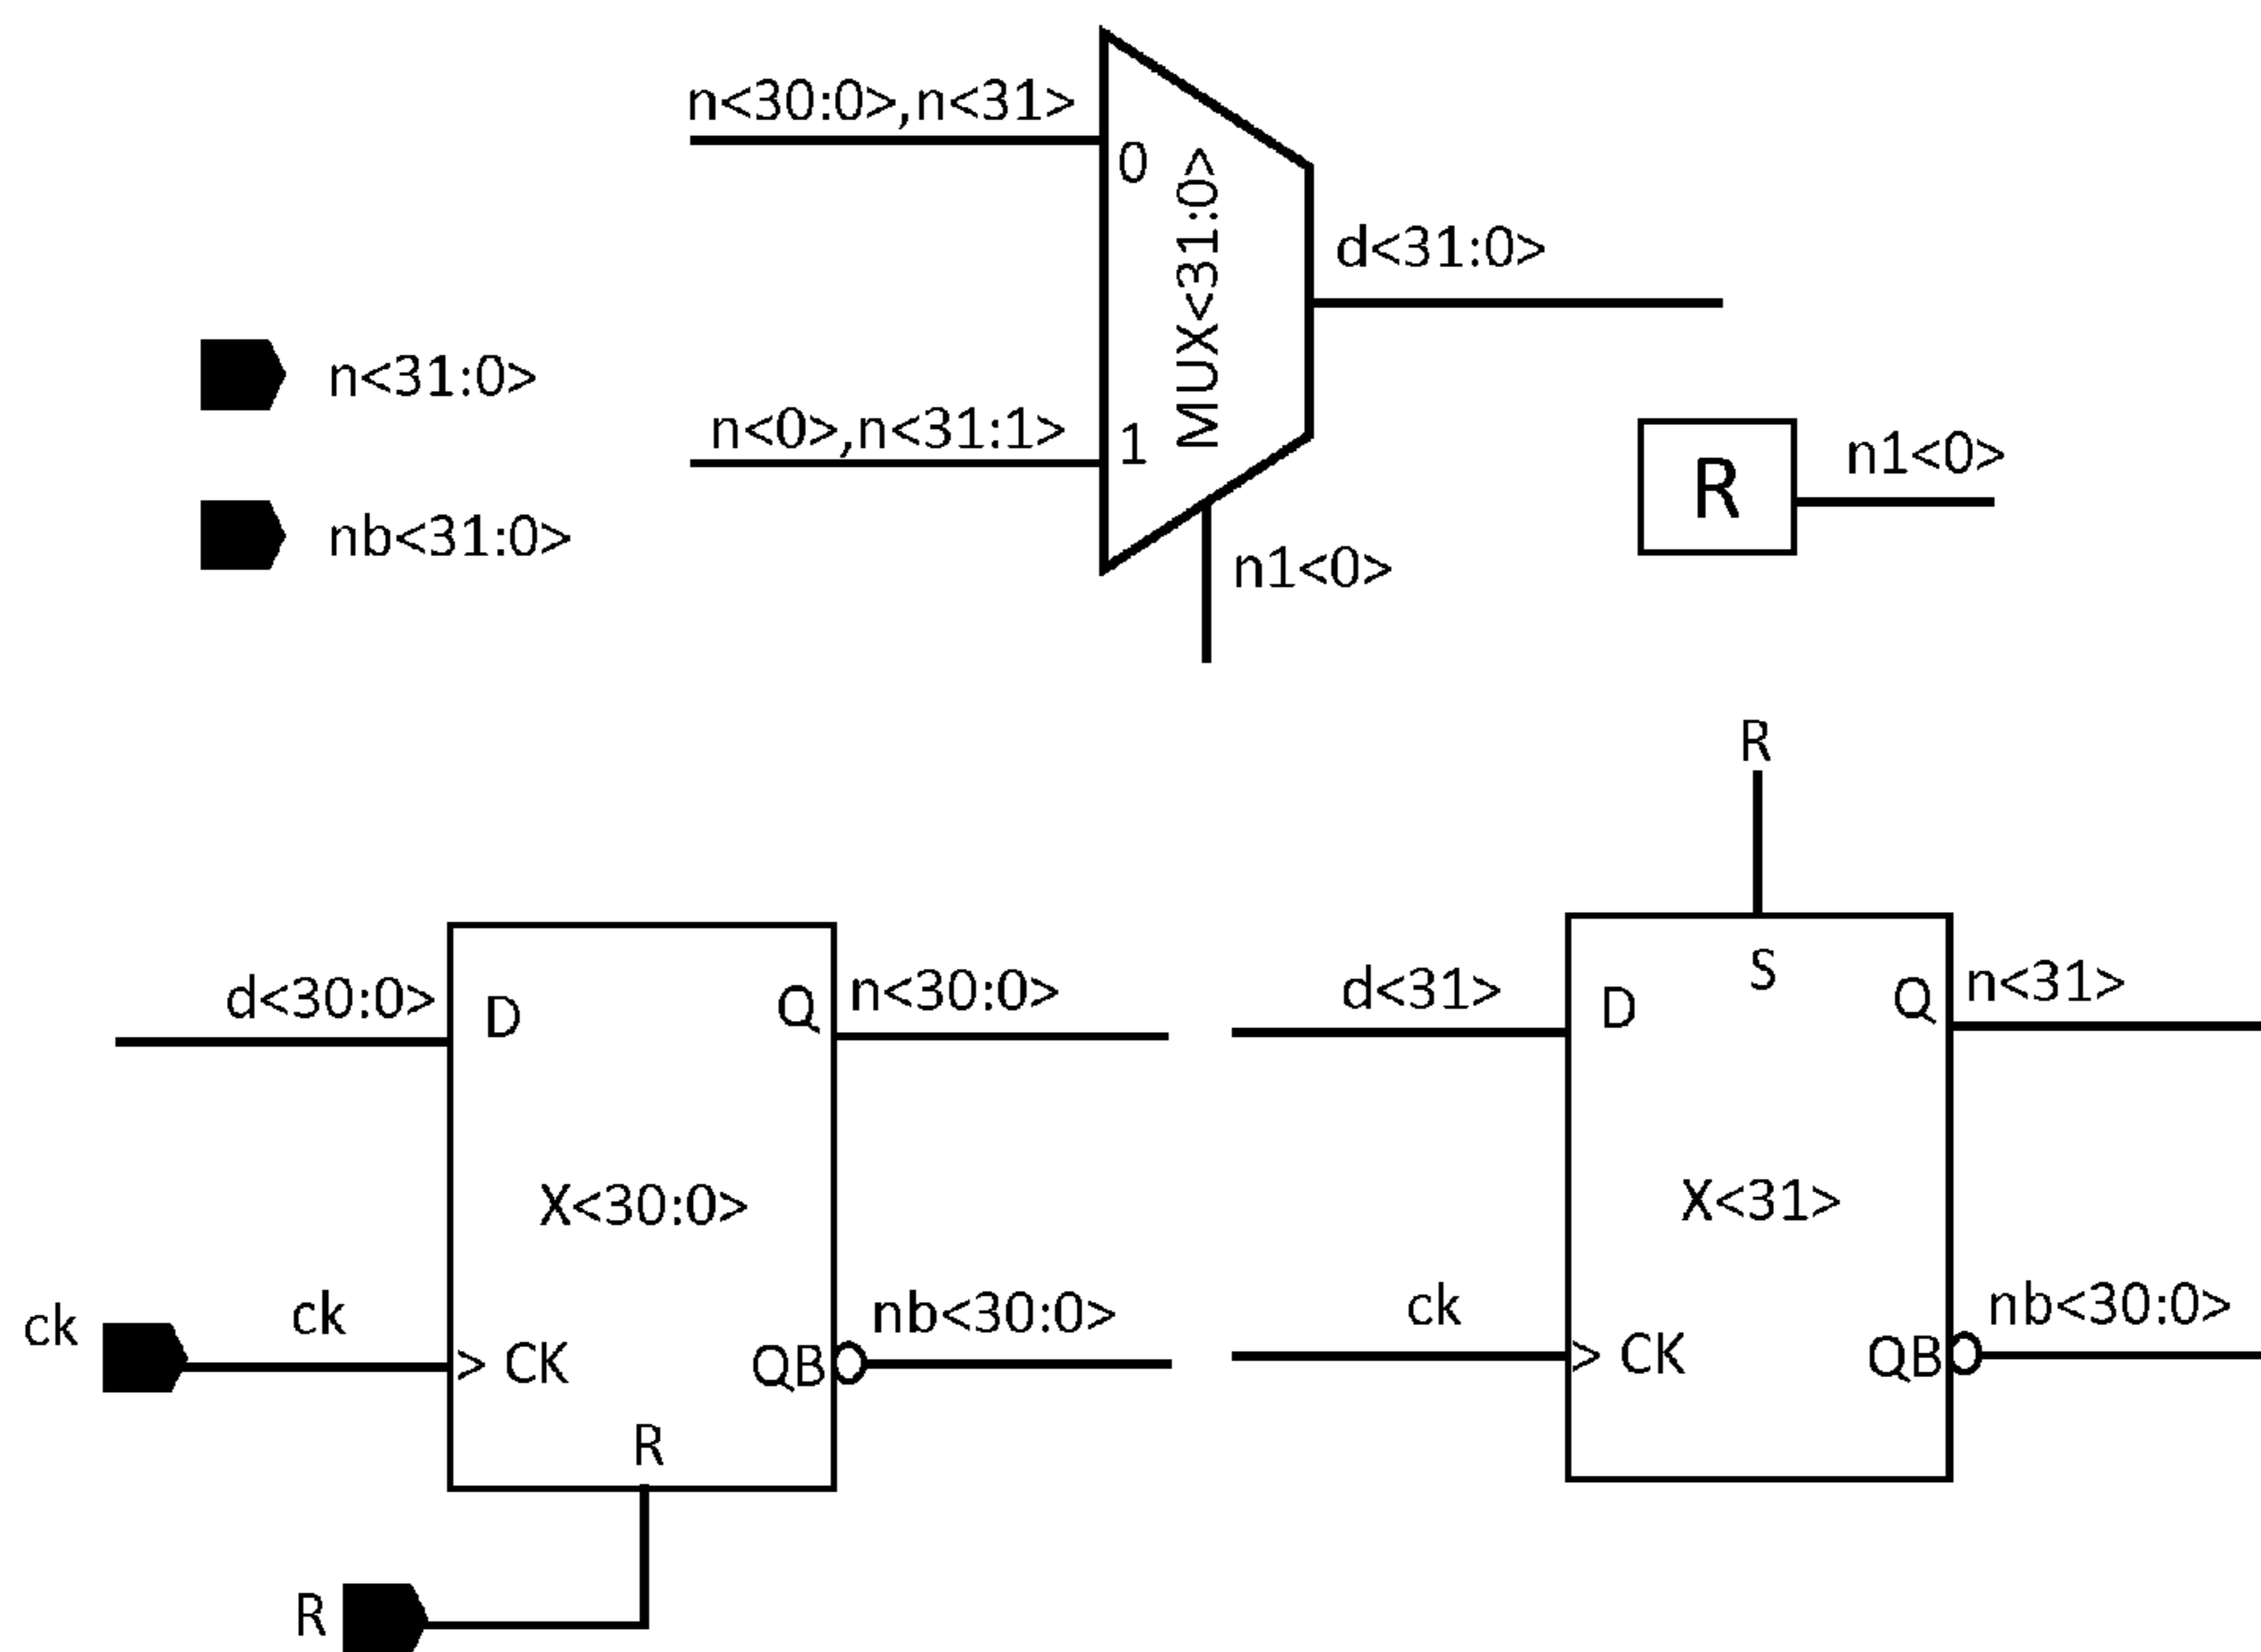 n<30:0>,n<31>
0
MUX<31:0>
d<31:0>
n<31:0>
n<0>,n<31:1>
1
R
n1<0>
nb<31:0>
n1<0>
R
d<30:0>
D
Q
n<30:0>
d<31>
D
S
Q
n<31>
X<30:0>
X<31>
ck
ck
> CK
QB
nb<30:0>
ck
> CK
QB
nb<30:0>
R
R